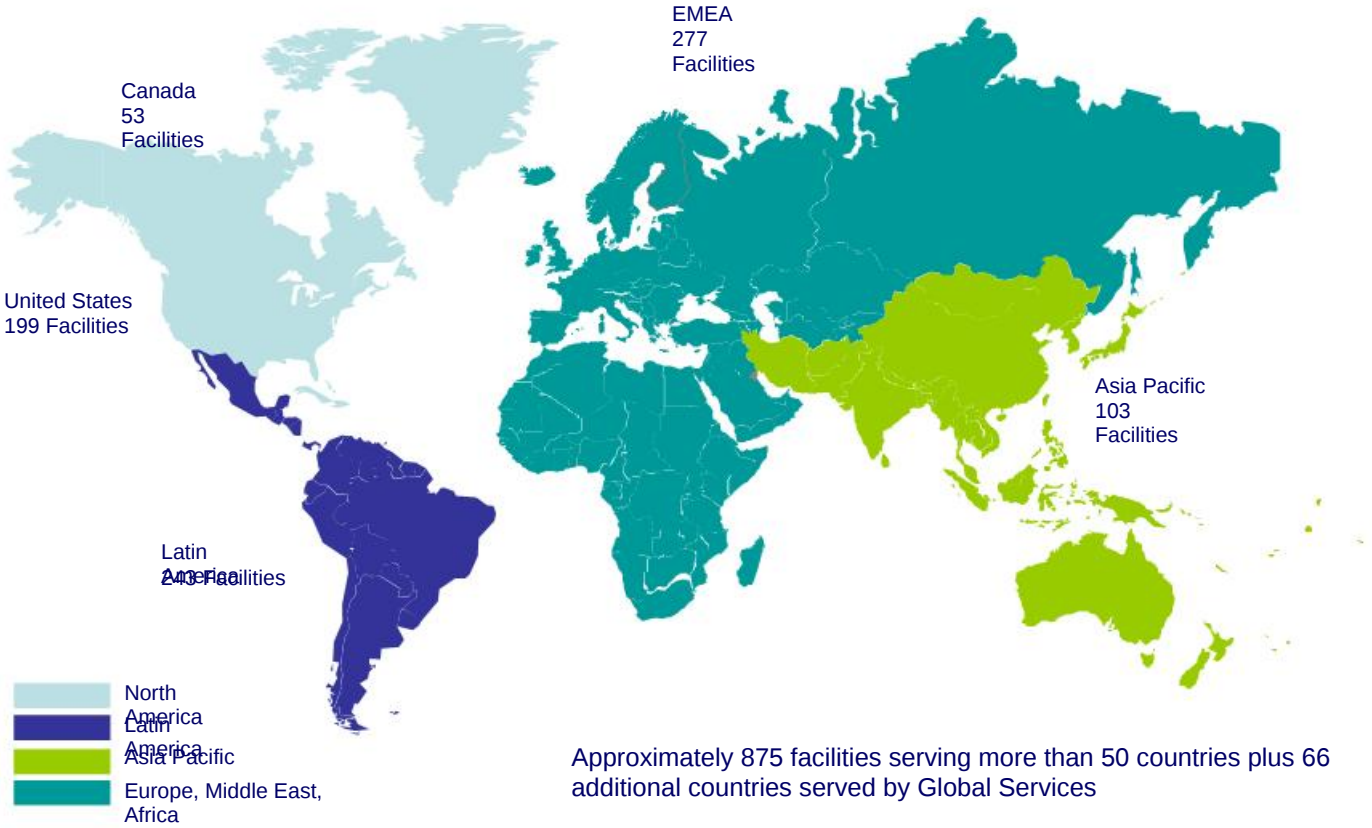 EMEA
277
Facilities
Canada
53
Facilities
United States
199 Facilities
Asia Pacific
103
Facilities
Latin
America
243 Facilities
North
America
Latin
America
Asia Pacific
Europe, Middle East,
Africa
Approximately 875 facilities serving more than 50 countries plus 66
additional countries served by Global Services